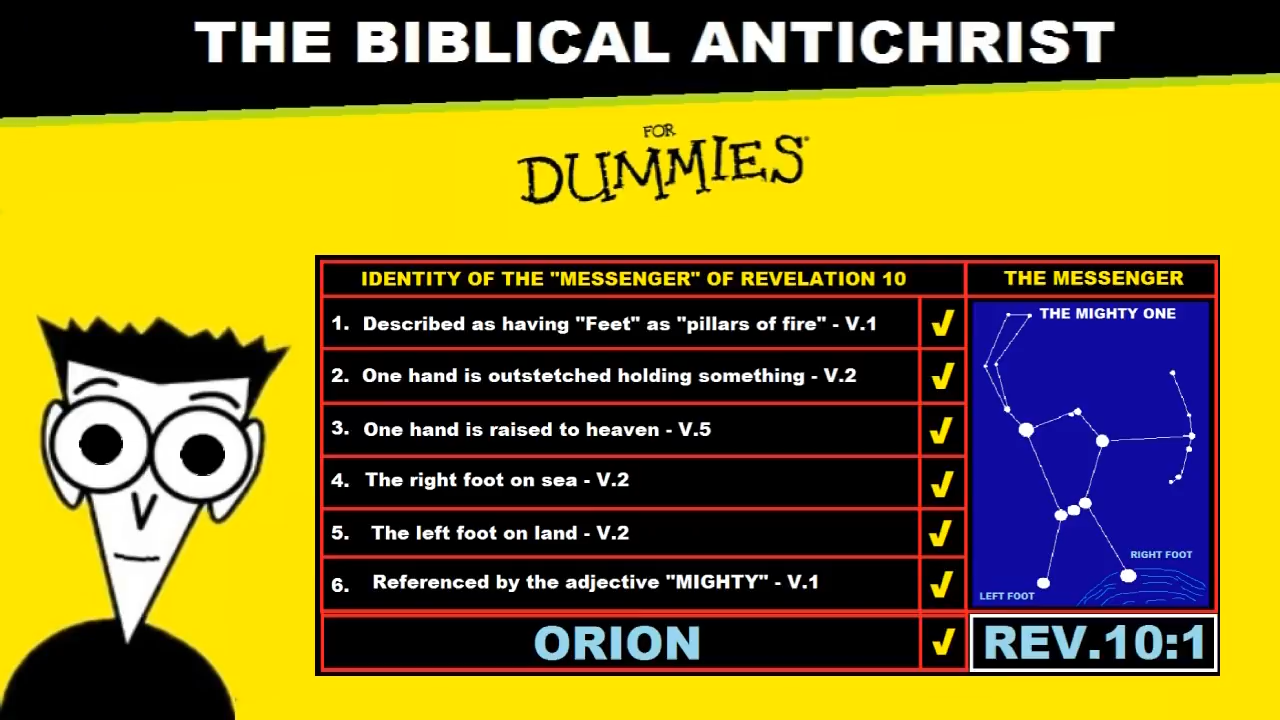 THE BIBLICAL ANTICHRIST
FOR
DUMMIES
IDENTITY OF THE "MESSENGER" OF REVELATION 10
THE MESSENGER
1. Described as having "Feet" as "pillars of fire" - V.1 √
2. One hand is outstetched holding something - V.2 √
3. One hand is raised to heaven - V.5 √
4. The right foot on sea - V.2 √
5. The left foot on land - V.2 √
6. Referenced by the adjective "MIGHTY" - V.1 √
THE MIGHTY ONE
RIGHT FOOT
LEFT FOOT
ORION √
REV.10:1